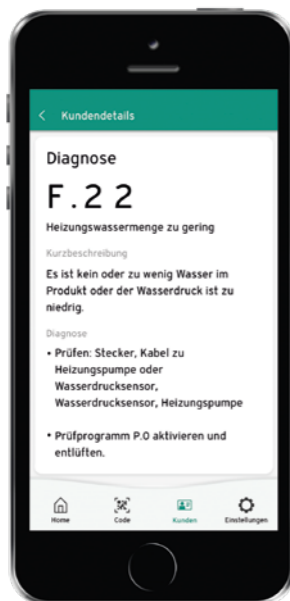 Kundendetails
Diagnose
F.22
Heizungswassermenge zu gering
Kurzbeschreibung
Es ist kein oder zu wenig Wasser im
Produkt oder der Wasserdruck ist zu
niedrig.
Diagnose
• Prüfen: Stecker, Kabel zu
Heizungspumpe oder
Wasserdrucksensor,
Wasserdrucksensor, Heizungspumpe
• Prüfprogramm P.0 aktivieren und
entlüften.
Home Code Kunden Einstellungen